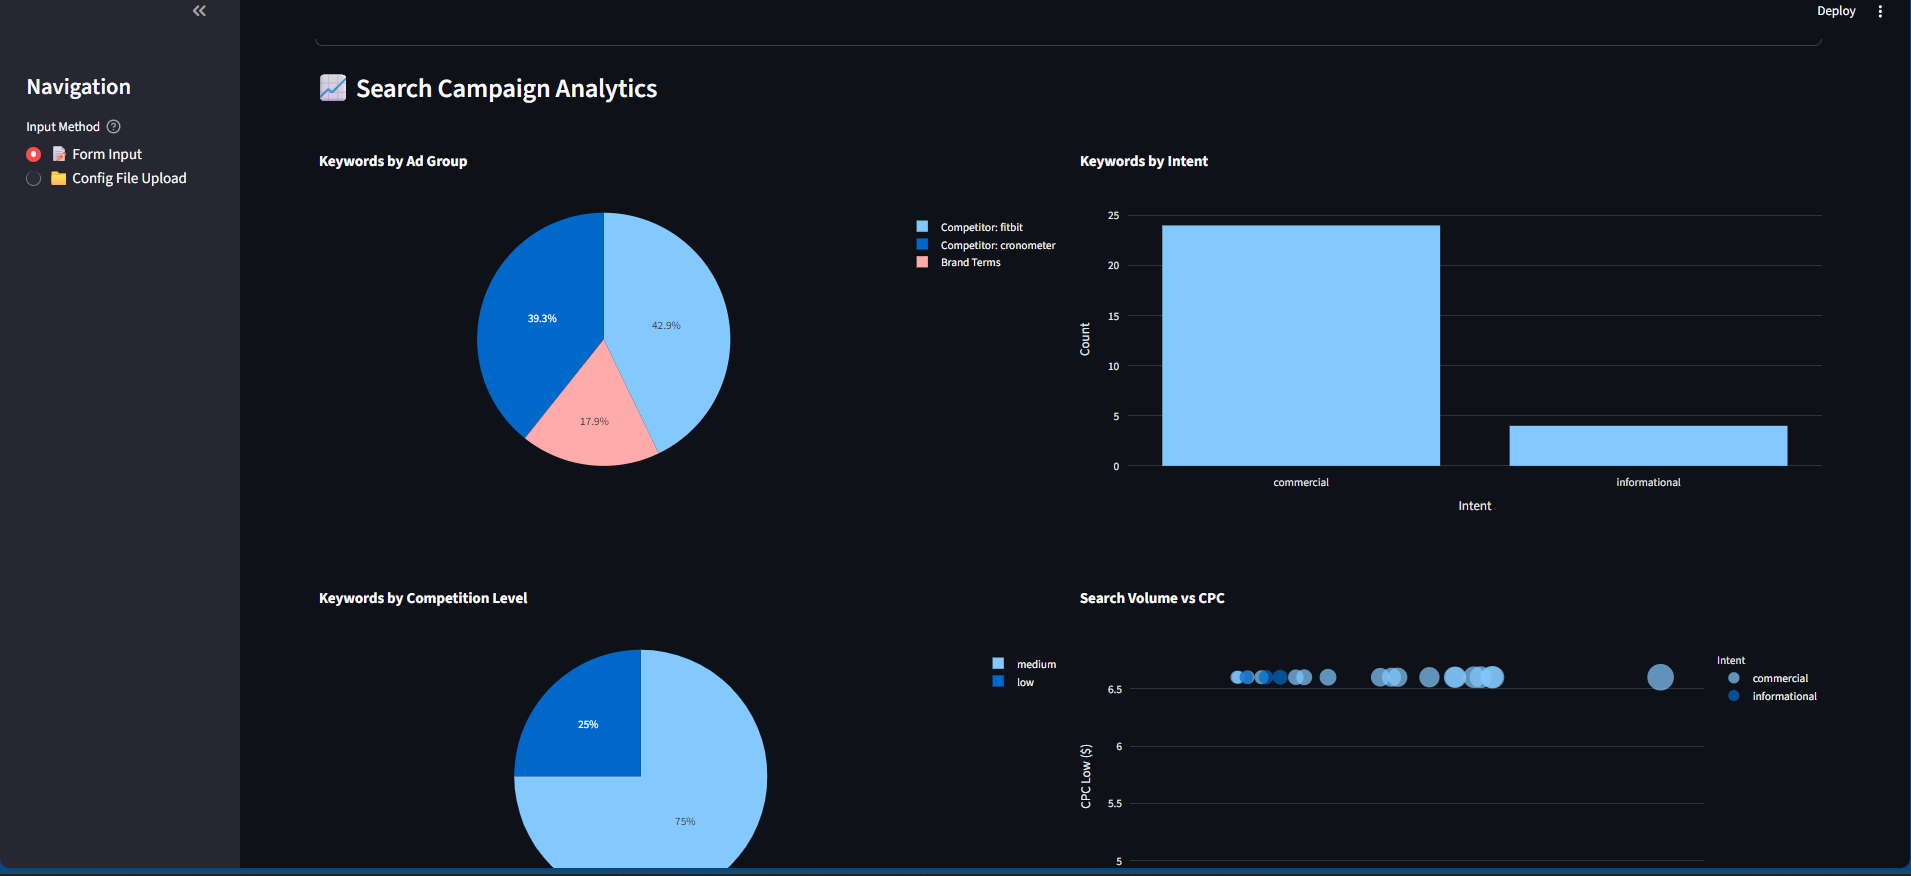 Deploy
Navigation
Input Method
Form Input
Config File Upload
Search Campaign Analytics
Keywords by Ad Group
39.3%
42.9%
17.9%
Competitor: fitbit
Competitor: cronometer
Brand Terms
Keywords by Intent
25
20
15
10
5
0
Count
commercial
informational
Intent
Keywords by Competition Level
25%
75%
medium
low
Search Volume vs CPC
6.5
6
5.5
5
CPC Low ($)
Intent
commercial
informational